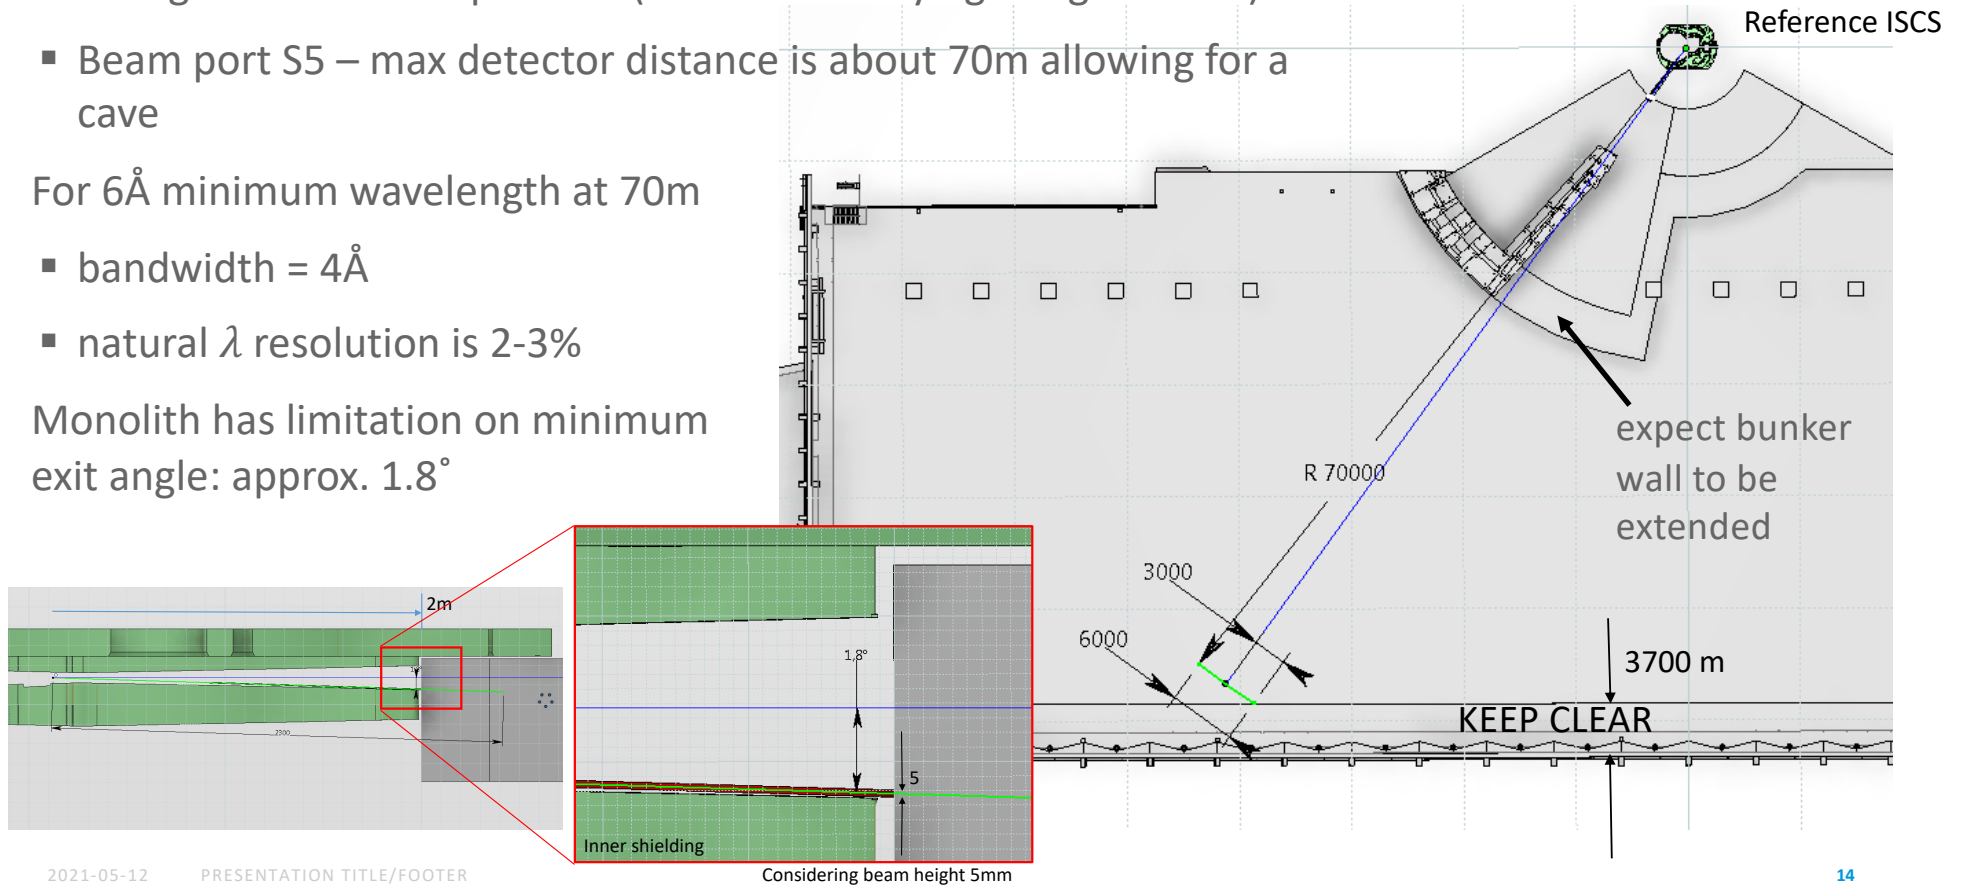 Reference ISCS
▪ Beam port S5 – max detector distance is about 70m allowing for a
cave
For 6Å minimum wavelength at 70m
▪ bandwidth = 4Å
▪ natural λ resolution is 2-3%
Monolith has limitation on minimum
exit angle: approx. 1.8˚
expect bunker
wall to be
extended
R 70000
3000
6000
3700 m
KEEP CLEAR
2m
2300
1,8°
5
Inner shielding
Considering beam height 5mm
2021-05-12
PRESENTATION TITLE/FOOTER
14